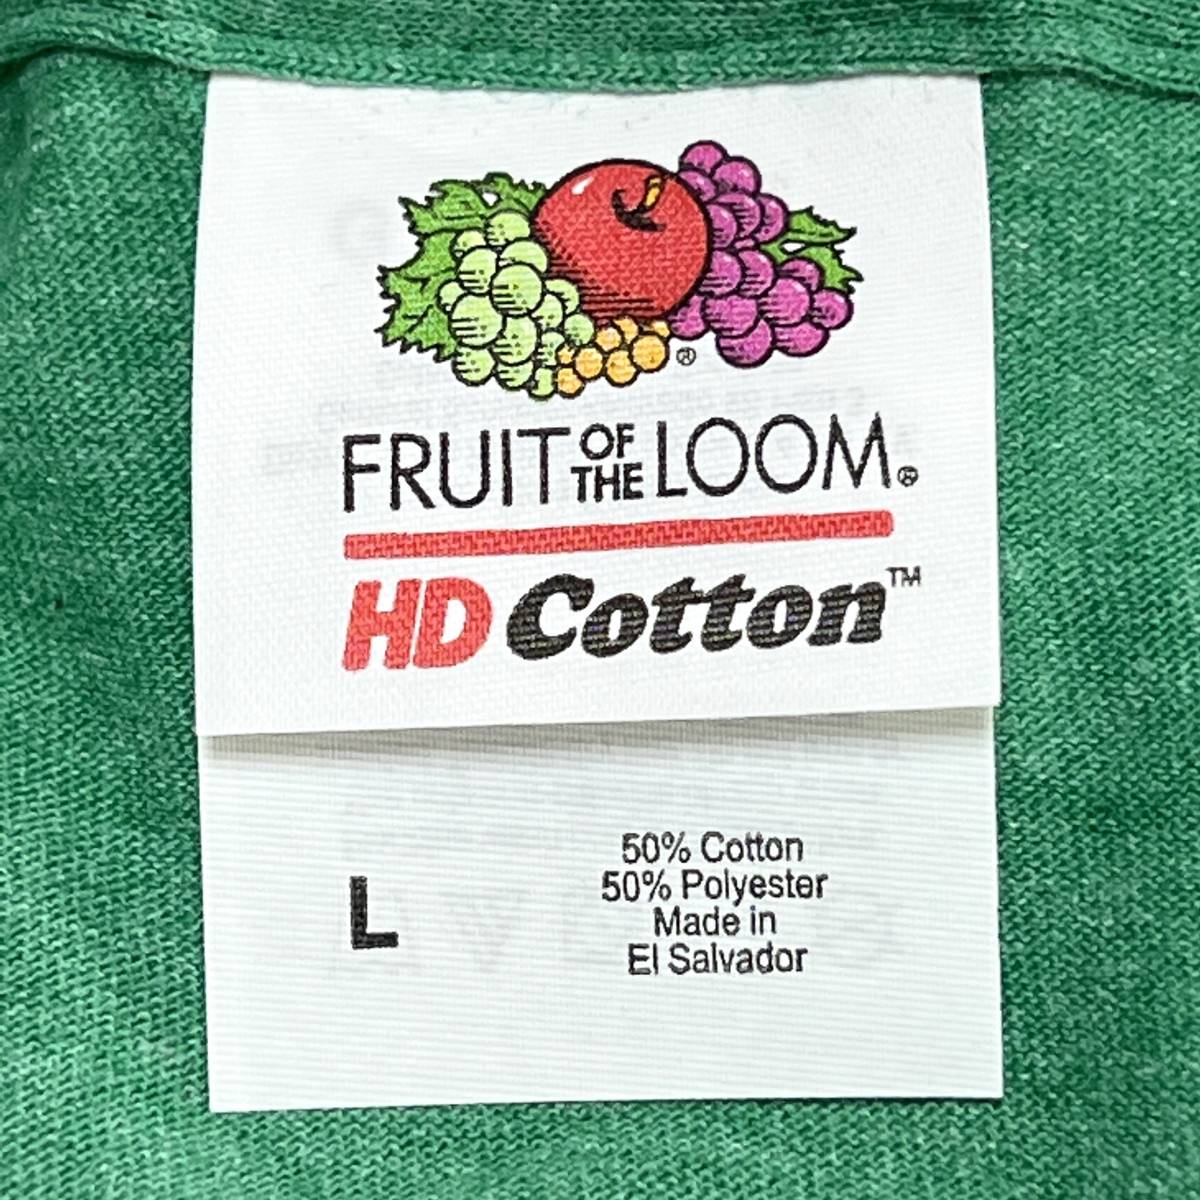 ®
FRUIT OF THE LOOM®
HD Cotton™
L
50% Cotton
50% Polyester
Made in
El Salvador